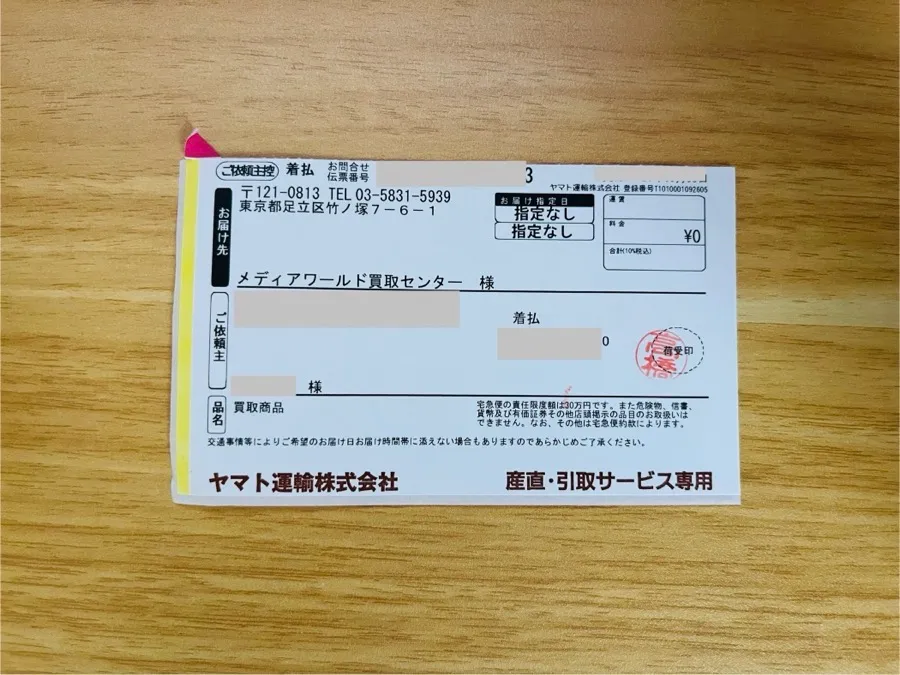 ご依頼主控 着払 お問合せ
伝票番号 3
ヤマト運輸株式会社 登録番号T1010001092605
お届け先
〒121-0813 TEL 03-5831-5939
東京都足立区竹ノ塚7-6-1
お届け指定日
指定なし
指定なし
運賃
料金
¥0
合計(10%税込)
メディアワールド買取センター 様
ご依頼主
着払
0
高橋
荷受印
様
品名
買取商品
宅急便の責任限度額は30万円です。また危険物、信書、
貨幣及び有価証券その他店頭掲示の品目のお取扱いは
できません。なお、その他は宅急便約款によります。
交通事情等によりご希望のお届け日お届け時間帯に添えない場合もありますのであらかじめご了承ください。
ヤマト運輸株式会社
産直・引取サービス専用